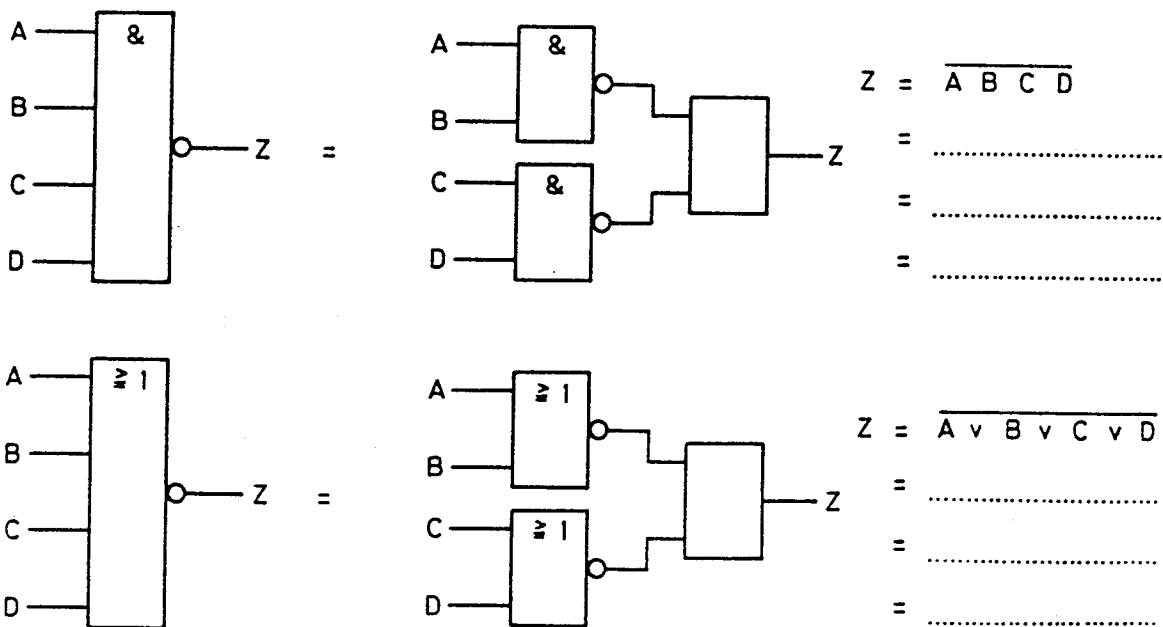 A & A & Z = A B C D
B Z = B Z = ........................
C C & = ........................
D D = ........................
A ≥ 1 A ≥ 1 Z = A v B v C v D
B Z = B Z = ........................
C C ≥ 1 = ........................
D D = ........................